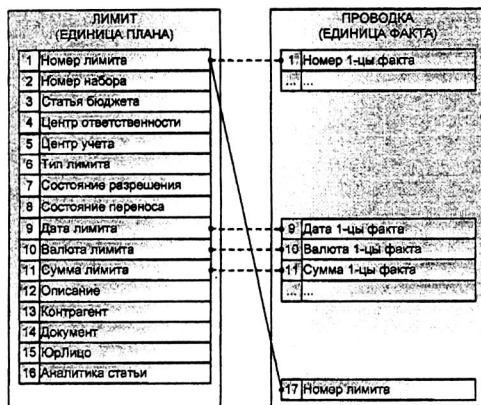 ЛИМИТ
(ЕДИНИЦА ПЛАНА)
1 Номер лимита
2 Номер набора
3 Статья бюджета
4 Центр ответственности
5 Центр учета
6 Тип лимита
7 Состояние разрешения
8 Состояние переноса
9 Дата лимита
10 Валюта лимита
11 Сумма лимита
12 Описание
13 Контрагент
14 Документ
15 ЮрЛицо
16 Аналитика статьи
ПРОВОДКА
(ЕДИНИЦА ФАКТА)
1 Номер 1-цы факта
... ...
9 Дата 1-цы факта
10 Валюта 1-цы факта
11 Сумма 1-цы факта
... ...
17 Номер лимита